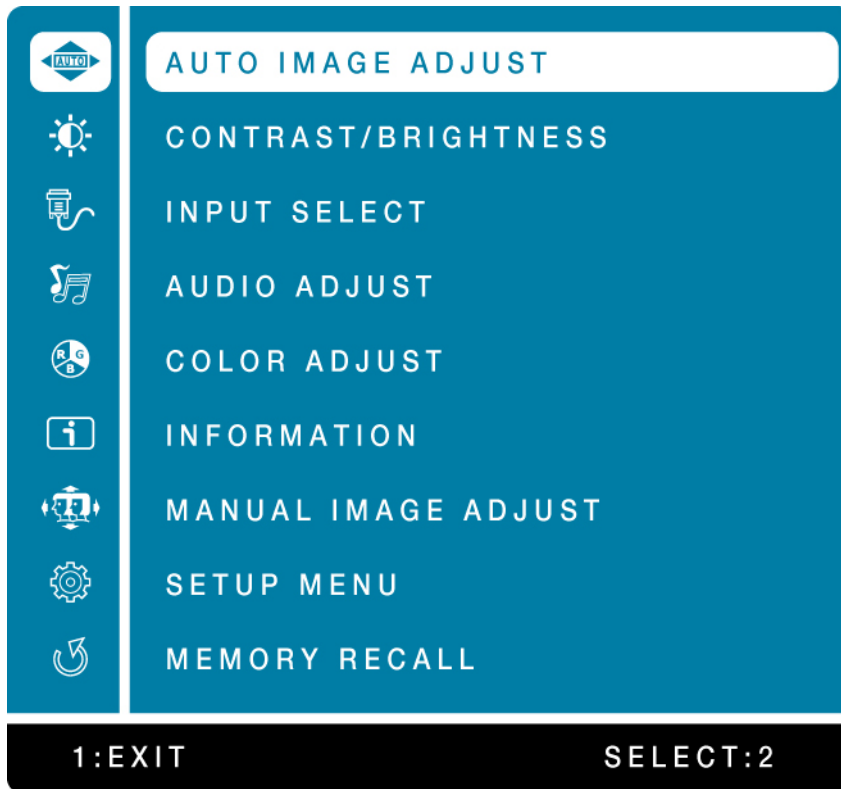 AUTO
AUTO IMAGE ADJUST
CONTRAST/BRIGHTNESS
INPUT SELECT
AUDIO ADJUST
R G
B
COLOR ADJUST
i
INFORMATION
MANUAL IMAGE ADJUST
SETUP MENU
MEMORY RECALL
1:EXIT SELECT:2